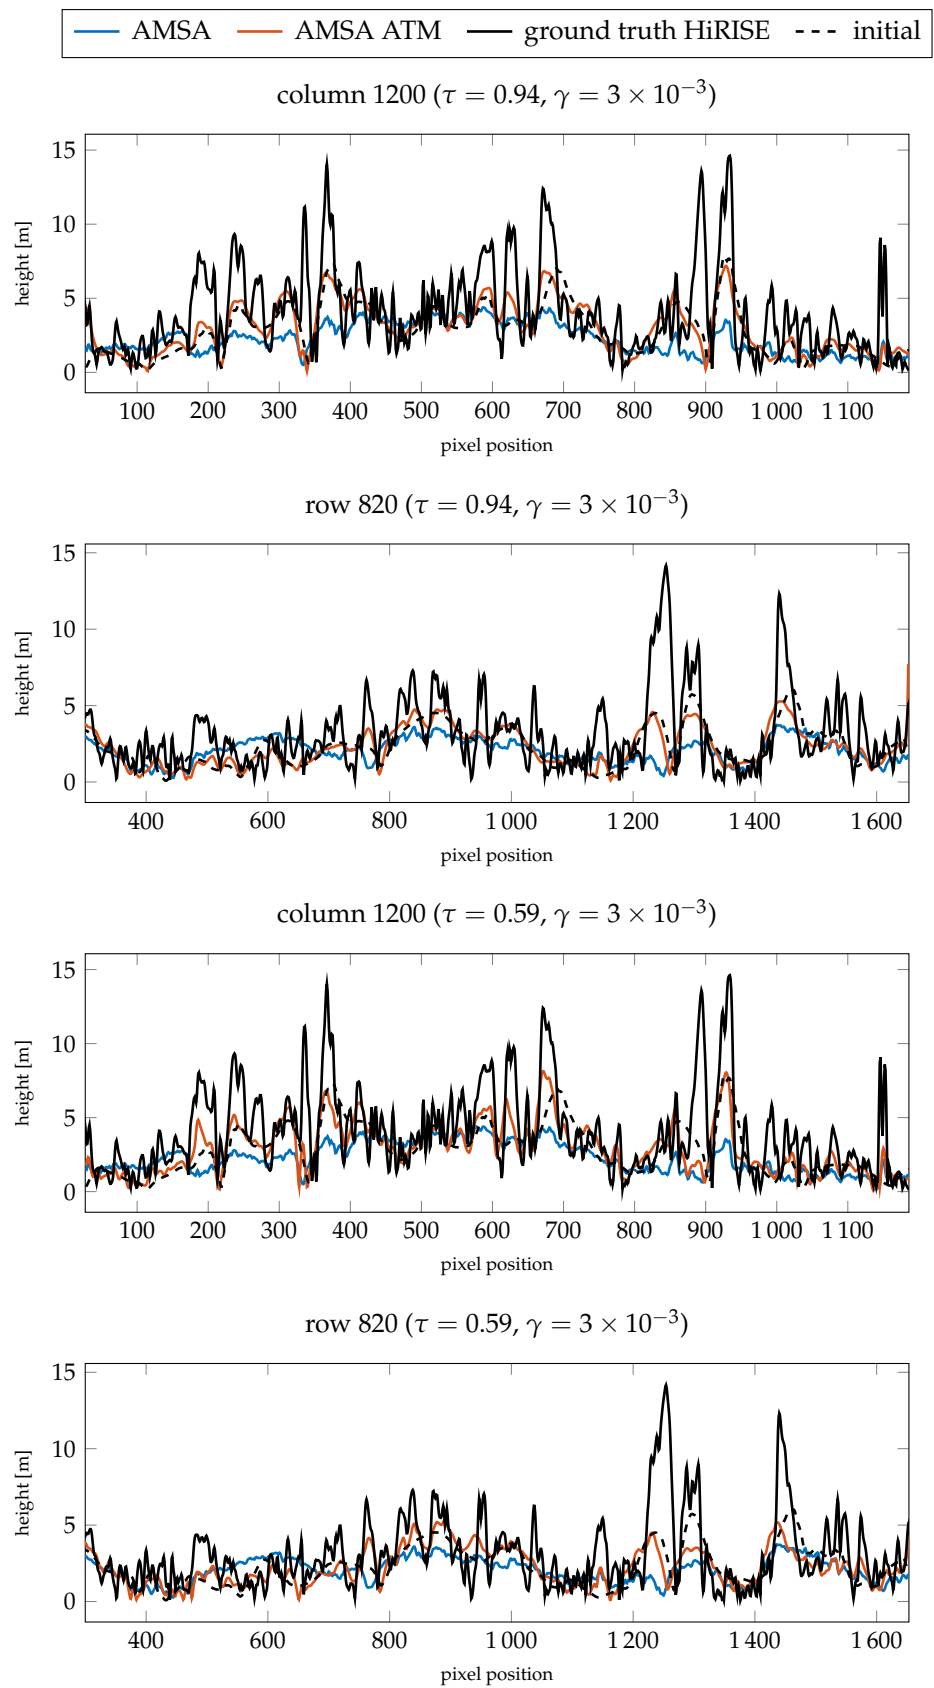 AMSA AMSA ATM ground truth HiRISE initial
column 1200 (τ = 0.94, γ = 3 × 10⁻³)
15
10
5
0
height [m]
100 200 300 400 500 600 700 800 900 1 000 1 100
pixel position
row 820 (τ = 0.94, γ = 3 × 10⁻³)
15
10
5
0
height [m]
400 600 800 1 000 1 200 1 400 1 600
pixel position
column 1200 (τ = 0.59, γ = 3 × 10⁻³)
15
10
5
0
height [m]
100 200 300 400 500 600 700 800 900 1 000 1 100
pixel position
row 820 (τ = 0.59, γ = 3 × 10⁻³)
15
10
5
0
height [m]
400 600 800 1 000 1 200 1 400 1 600
pixel position